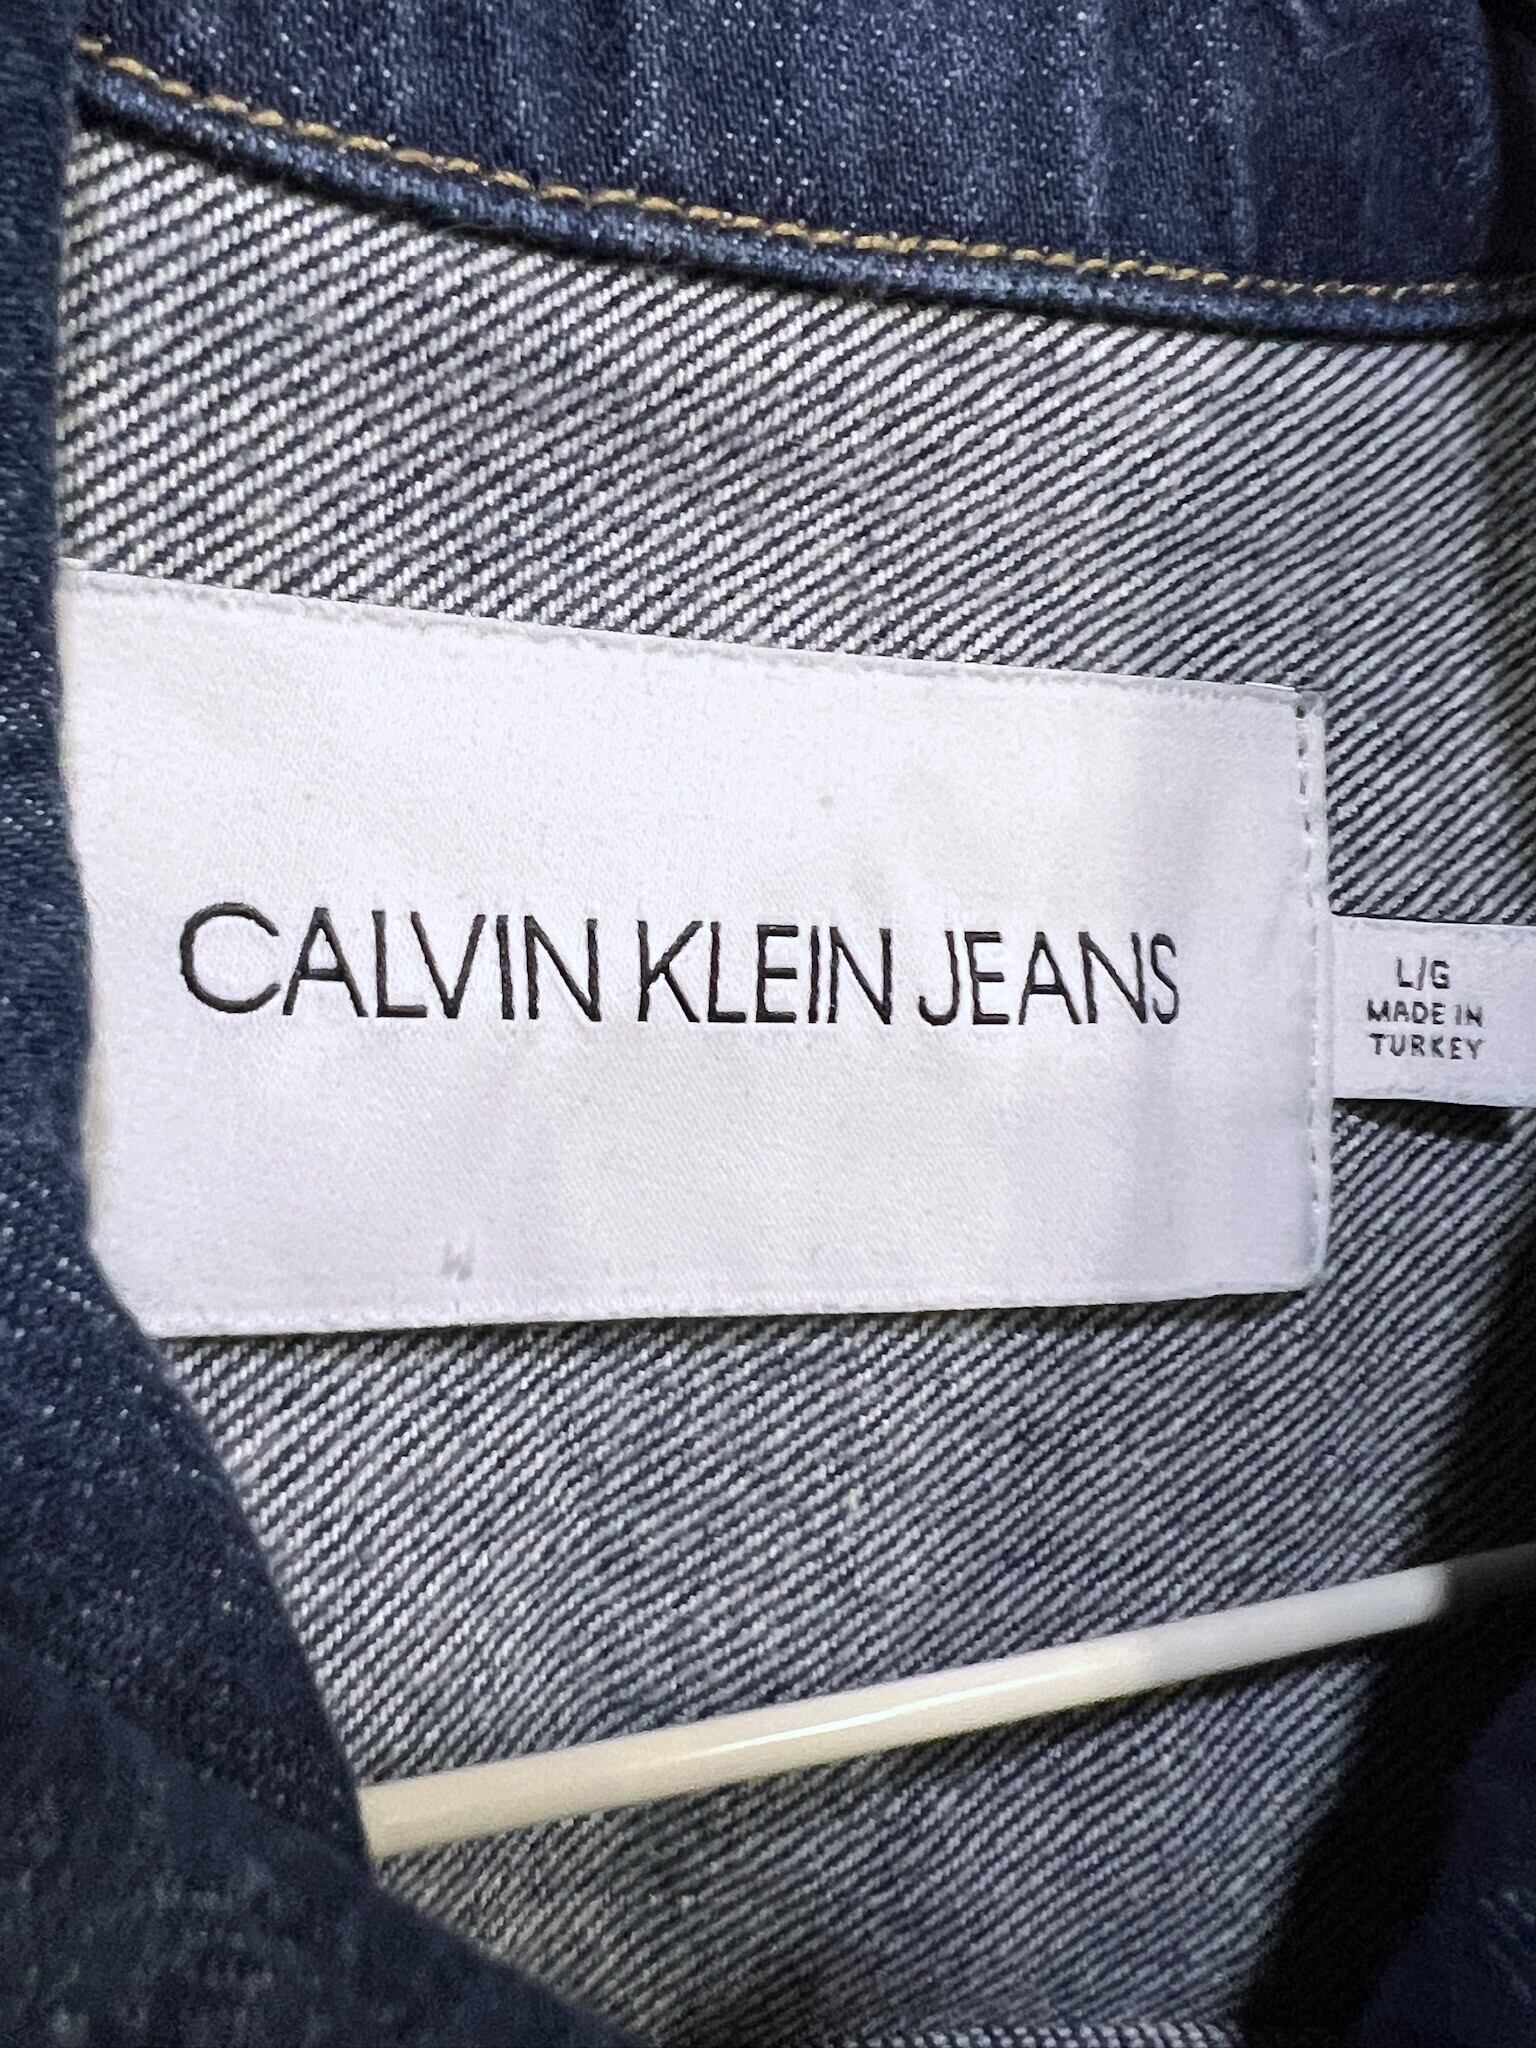 CALVIN KLEIN JEANS
L/G
MADE IN
TURKEY